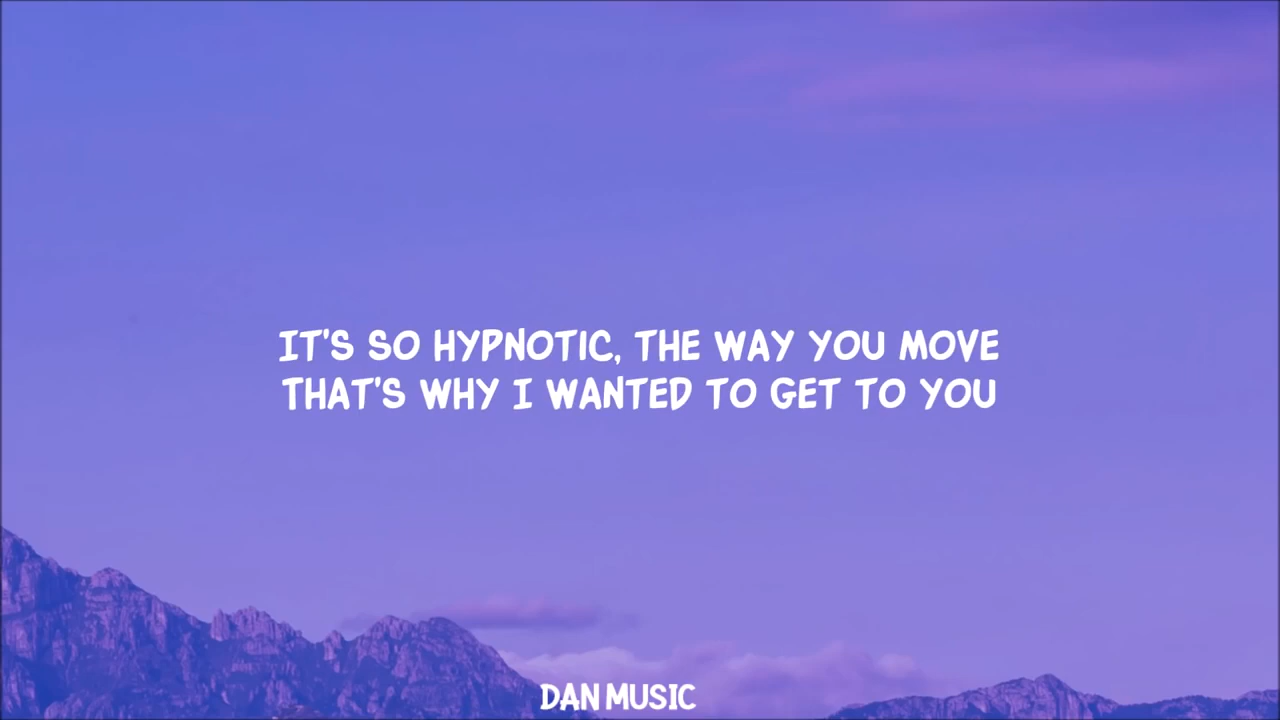 IT'S SO HYPNOTIC, THE WAY YOU MOVE
THAT'S WHY I WANTED TO GET TO YOU
DAN MUSIC